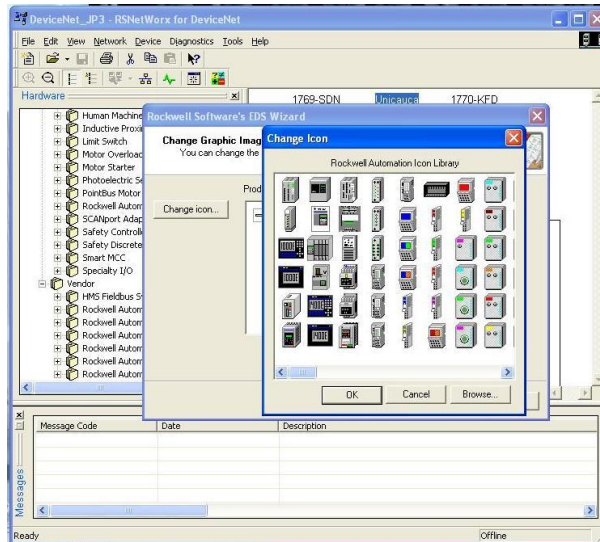 DeviceNet_JP3 - RSNetWorx for DeviceNet
File Edit View Network Device Diagnostics Tools Help
Hardware
1769-SDN Unicauca 1770-KFD
Human Machine
Inductive Proxi
Limit Switch
Motor Overloac
Motor Starter
Photoelectric Se
PointBus Motor
Rockwell Autom
SCANport Adap
Safety Controll
Safety Discrete
Smart MCC
Specialty I/O
Vendor
HMS Fieldbus S
Rockwell Autom
Rockwell Autom
Rockwell Autom
Rockwell Autom
Rockwell Autom
Rockwell Software's EDS Wizard
Change Graphic Imag
You can change the
Prod
Change icon...
Change Icon
Rockwell Automation Icon Library
OK Cancel Browse...
Message Code Date Description
Messages
Ready Offline